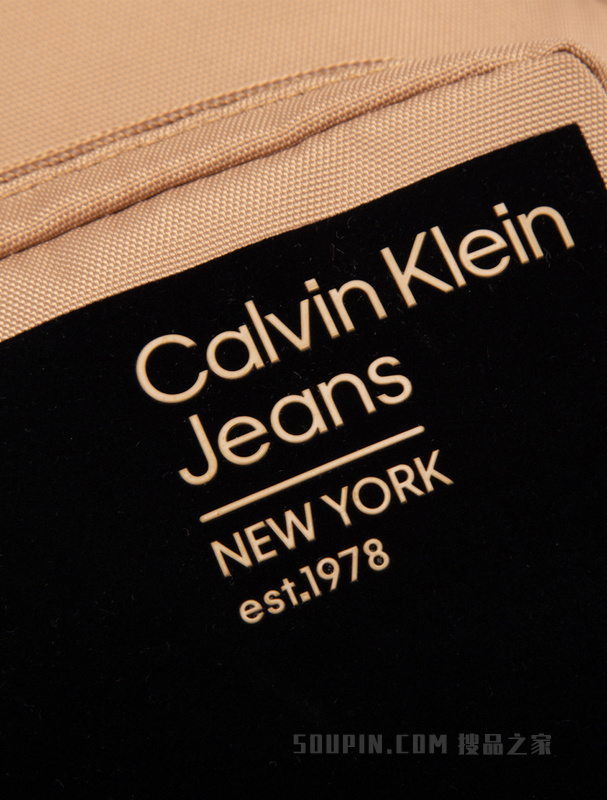 Calvin Klein
Jeans
NEW YORK
est.1978
SOUPIN.COM 搜品之家